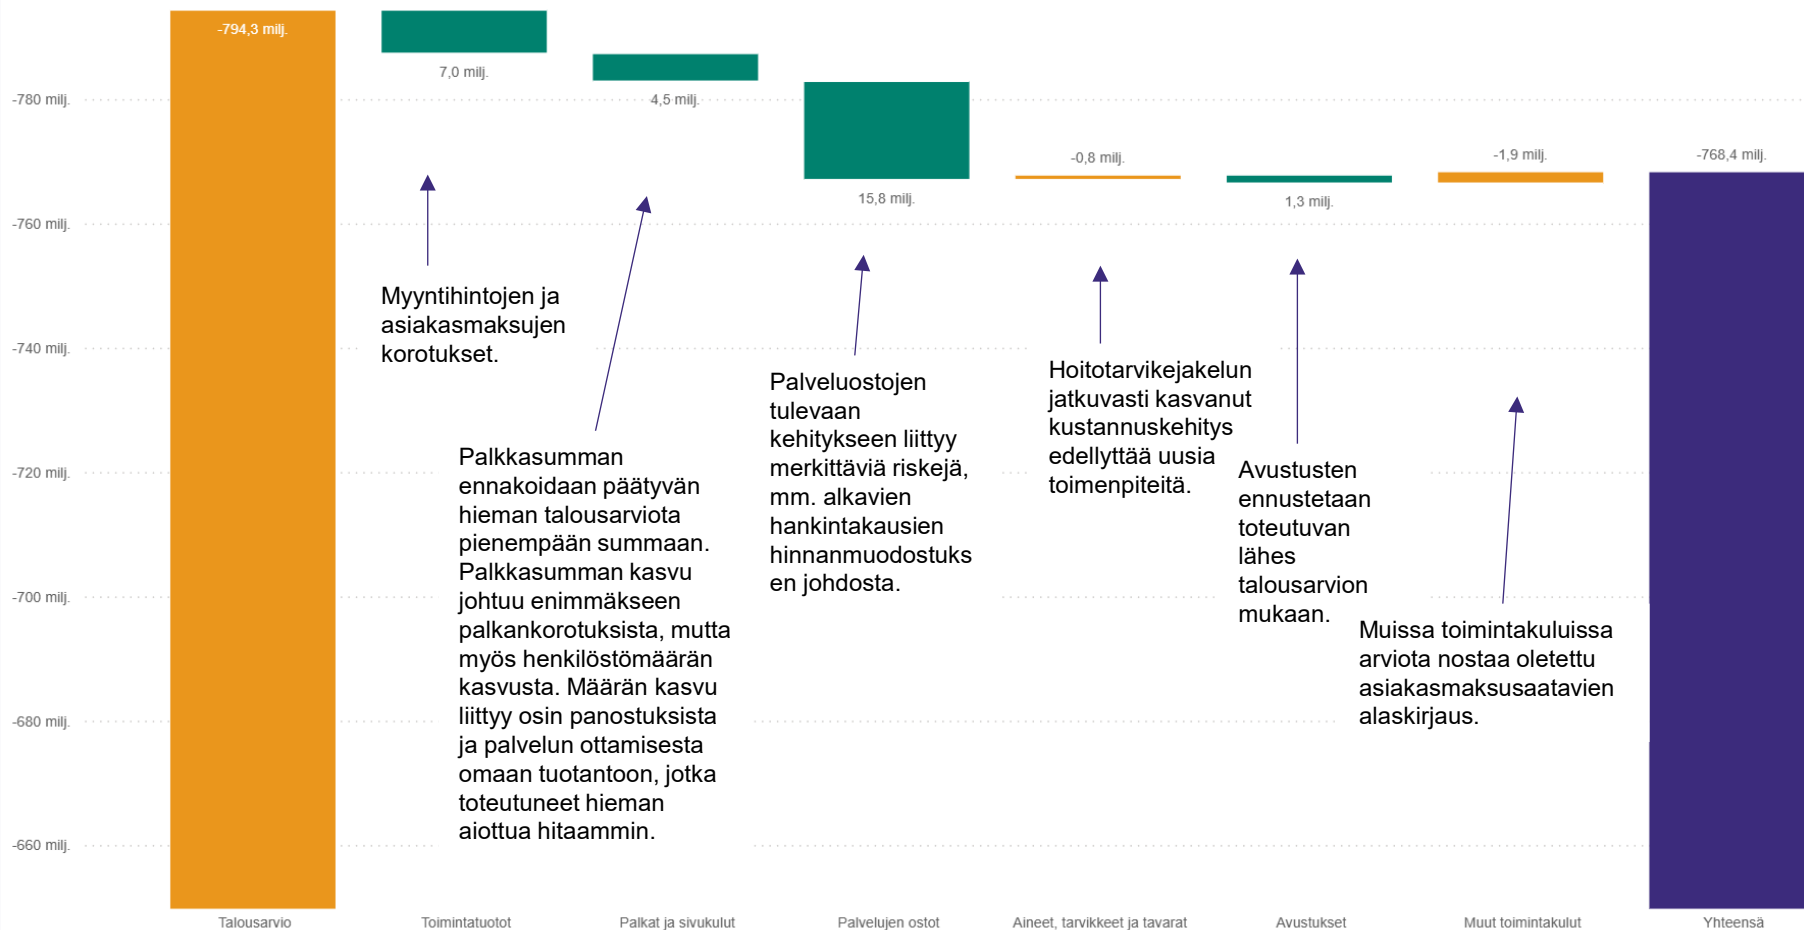 -794,3 milj.
7,0 milj.
4,5 milj.
15,8 milj.
-0,8 milj.
1,3 milj.
-1,9 milj.
-768,4 milj.
-780 milj.
-760 milj.
-740 milj.
-720 milj.
-700 milj.
-680 milj.
-660 milj.
Myyntihintojen ja
asiakasmaksujen
korotukset.
Palkkasumman
ennakoidaan päätyvän
hieman talousarviota
pienempään summaan.
Palkkasumman kasvu
johtuu enimmäkseen
palkankorotuksista, mutta
myös henkilöstömäärän
kasvusta. Määrän kasvu
liittyy osin panostuksista
ja palvelun ottamisesta
omaan tuotantoon, jotka
toteutuneet hieman
aiottua hitaammin.
Palveluostojen
tulevaan
kehitykseen liittyy
merkittäviä riskejä,
mm. alkavien
hankintakausien
hinnanmuodostuks
en johdosta.
Hoitotarvikejakelun
jatkuvasti kasvanut
kustannuskehitys
edellyttää uusia
toimenpiteitä.
Avustusten
ennustetaan
toteutuvan
lähes
talousarvion
mukaan.
Muissa toimintakuluissa
arviota nostaa oletettu
asiakasmaksusaatavien
alaskirjaus.
Talousarvio
Toimintatuotot
Palkat ja sivukulut
Palvelujen ostot
Aineet, tarvikkeet ja tavarat
Avustukset
Muut toimintakulut
Yhteensä